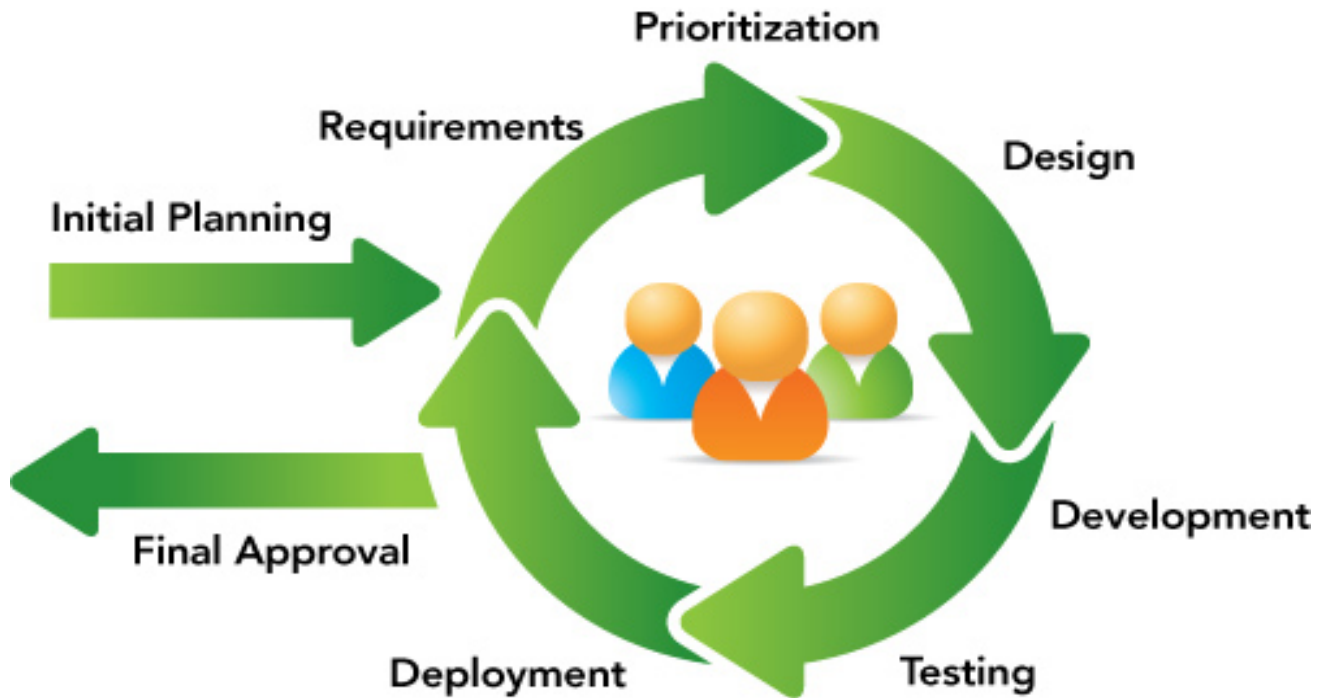 Prioritization
Requirements
Design
Initial Planning
Development
Final Approval
Testing
Deployment